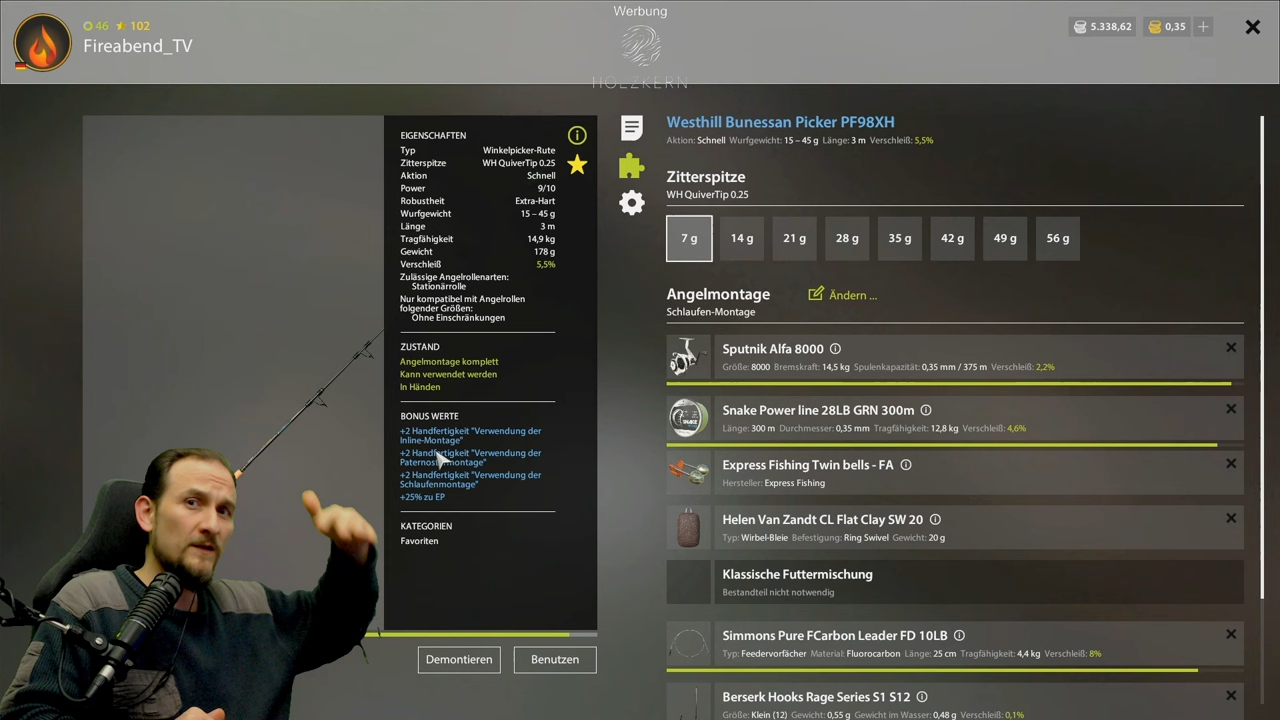 46 102
Fireabend_TV
Werbung
HOLZKERN
5.338,62
0,35
EIGENSCHAFTEN
Typ Winkelpicker-Rute
Zitterspitze WH QuiverTip 0.25
Aktion Schnell
Power 9/10
Robustheit Extra-Hart
Wurfgewicht 15 – 45 g
Länge 3 m
Tragfähigkeit 14,9 kg
Gewicht 178 g
Verschleiß 5,5%
Zulässige Angelrollenarten:
Stationärrolle
Nur kompatibel mit Angelrollen
folgender Größen:
Ohne Einschränkungen
ZUSTAND
Angelmontage komplett
Kann verwendet werden
In Händen
BONUS WERTE
+2 Handfertigkeit "Verwendung der
Inline-Montage"
+2 Handfertigkeit "Verwendung der
Paternostermontage"
+2 Handfertigkeit "Verwendung der
Schlaufenmontage"
+25% zu EP
KATEGORIEN
Favoriten
Demontieren
Benutzen
Westhill Bunessan Picker PF98XH
Aktion: Schnell Wurfgewicht: 15 – 45 g Länge: 3 m Verschleiß: 5,5%
Zitterspitze
WH QuiverTip 0.25
7 g 14 g 21 g 28 g 35 g 42 g 49 g 56 g
Angelmontage Ändern ...
Schlaufen-Montage
Sputnik Alfa 8000
Größe: 8000 Bremskraft: 14,5 kg Spulenkapazität: 0,35 mm / 375 m Verschleiß: 2,2%
Snake Power line 28LB GRN 300m
Länge: 300 m Durchmesser: 0,35 mm Tragfähigkeit: 12,8 kg Verschleiß: 4,6%
Express Fishing Twin bells - FA
Hersteller: Express Fishing
Helen Van Zandt CL Flat Clay SW 20
Typ: Wirbel-Bleie Befestigung: Ring Swivel Gewicht: 20 g
Klassische Futtermischung
Bestandteil nicht notwendig
Simmons Pure FCarbon Leader FD 10LB
Typ: Feedervorfächer Material: Fluorocarbon Länge: 25 cm Tragfähigkeit: 4,4 kg Verschleiß: 8%
Berserk Hooks Rage Series S1 S12
Größe: Klein (12) Gewicht: 0,55 g Gewicht im Wasser: 0,48 g Verschleiß: 0,1%